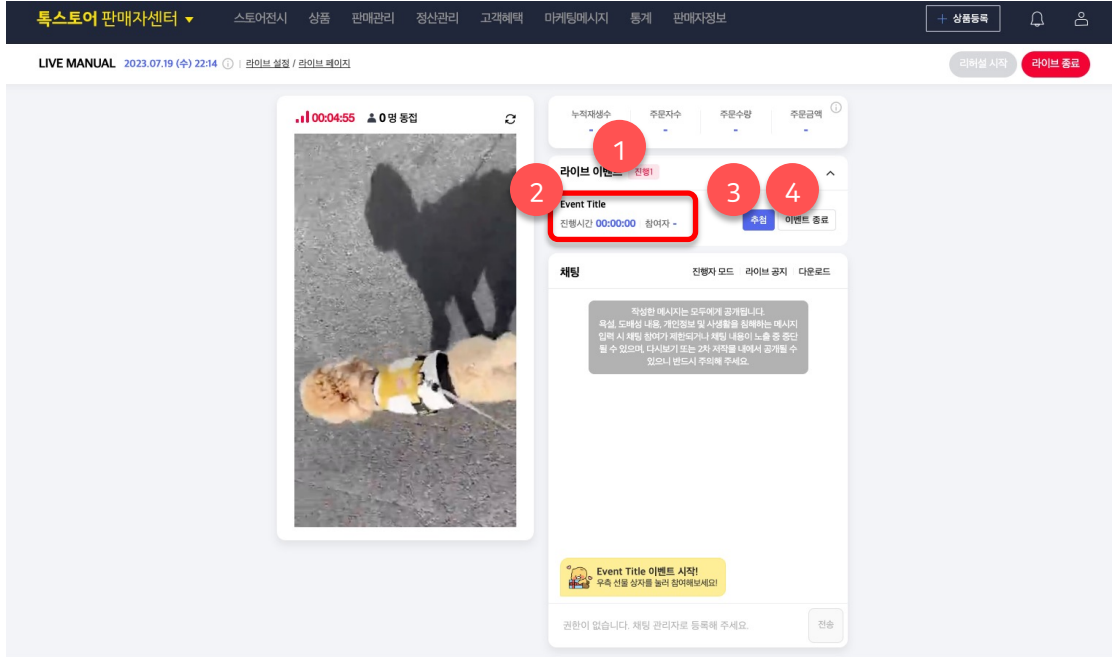 톡스토어 판매자센터 ▼ 스토어전시 상품 판매관리 정산관리 고객혜택 마케팅메시지 통계 판매자정보 + 상품등록
LIVE MANUAL 2023.07.19 (수) 22:14 라이브 설정 / 라이브 페이지 리허설 시작 라이브 종료
00:04:55 0 명 동접
누적재생수 주문자수 주문수량 주문금액
- - - -
1
라이브 이벤트 진행1
2 3 4
Event Title
진행시간 00:00:00 참여자 - 추첨 이벤트 종료
채팅 진행자 모드 라이브 공지 다운로드
작성한 메시지는 모두에게 공개됩니다.
욕설, 도배성 내용, 개인정보 및 사생활을 침해하는 메시지
입력 시 채팅 참여가 제한되거나 채팅 내용이 노출 중 중단
될 수 있으며, 다시보기 또는 2차 저작물 내에서 공개될 수
있으니 반드시 주의해 주세요.
Event Title 이벤트 시작!
우측 선물 상자를 눌러 참여해보세요!
권한이 없습니다. 채팅 관리자로 등록해 주세요. 전송